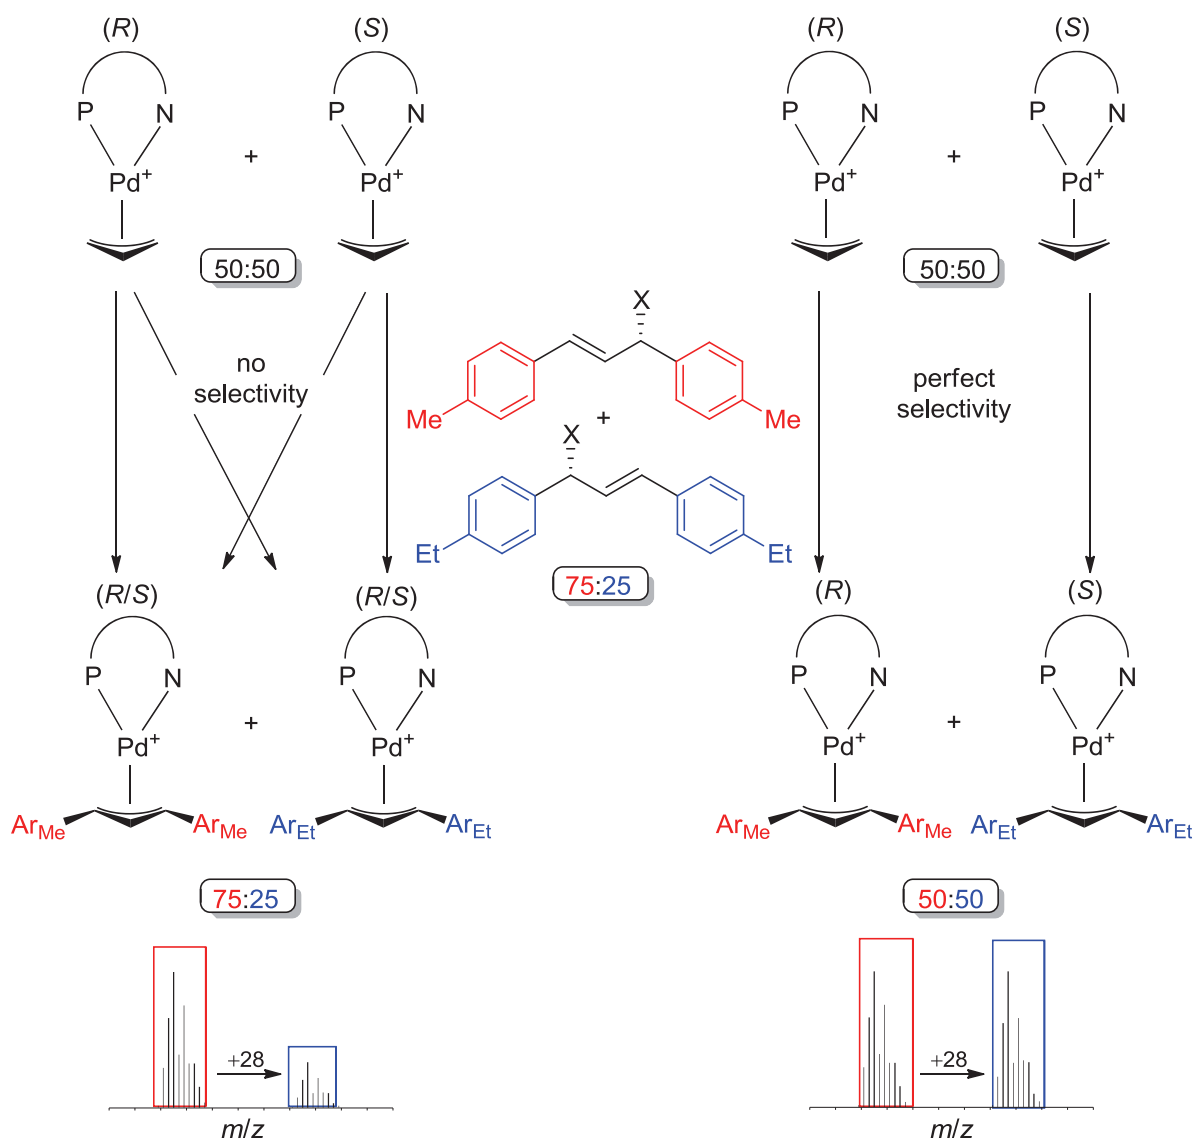 (R) (S) (R) (S)
P N P N P N P N
+ +
Pd+ Pd+ Pd+ Pd+
50:50 50:50
X
no
selectivity
perfect
selectivity
Me Me
+
X
Et Et
75:25
(R/S) (R/S) (R) (S)
P N P N P N P N
+ +
Pd+ Pd+ Pd+ Pd+
ArMe ArMe ArEt ArEt ArMe ArMe ArEt ArEt
75:25 50:50
+28 +28
m/z m/z